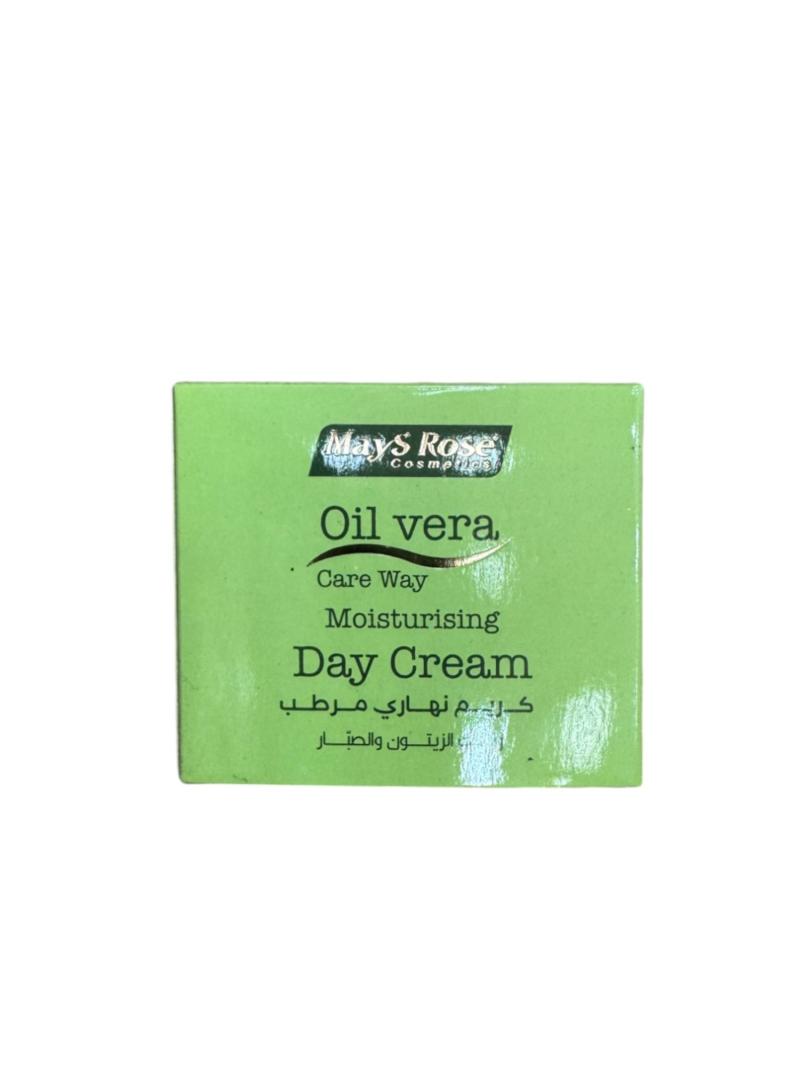 MayS Rose
Cosmetics
Oil vera
Care Way
Moisturising
Day Cream
كريم نهاري مرطب
الزيتون والصبّار